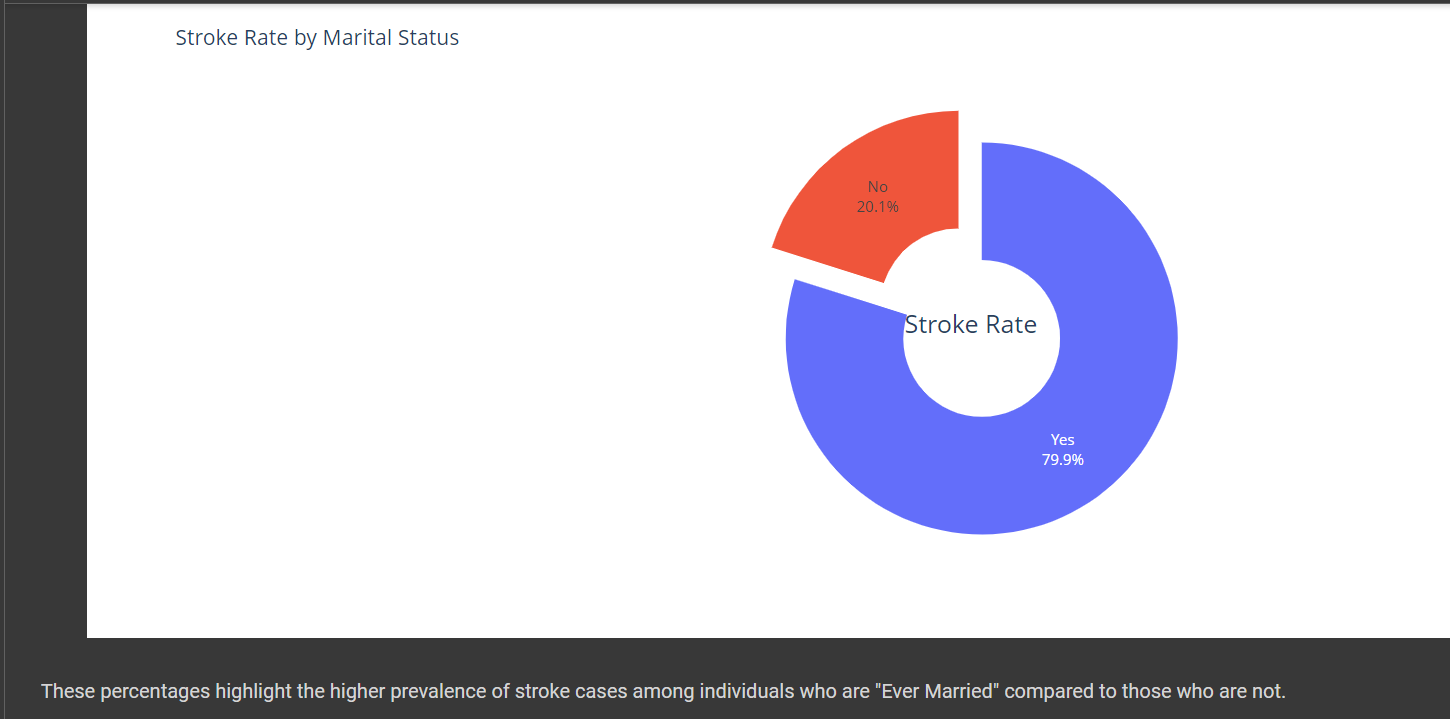 Stroke Rate by Marital Status
No
20.1%
Stroke Rate
Yes
79.9%
These percentages highlight the higher prevalence of stroke cases among individuals who are "Ever Married" compared to those who are not.